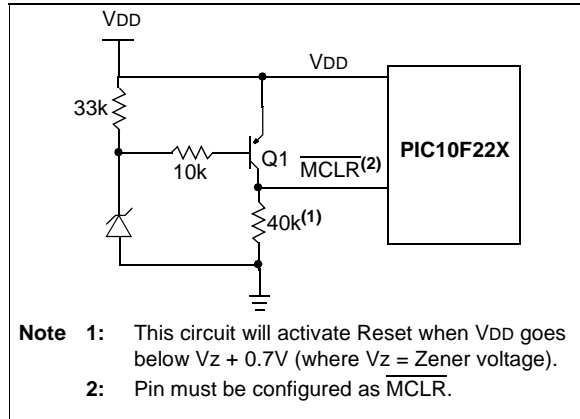 VDD
VDD
33k
10k
Q1
MCLR(2)
PIC10F22X
40k(1)
Note 1: This circuit will activate Reset when VDD goes
below Vz + 0.7V (where Vz = Zener voltage).
2: Pin must be configured as MCLR.